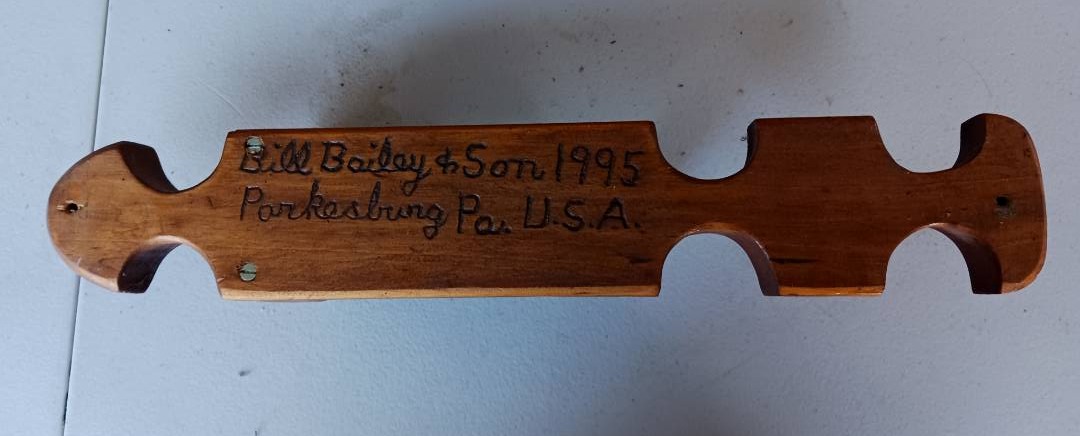 Bill Bailey & Son 1995
Parkesburg Pa. U.S.A.